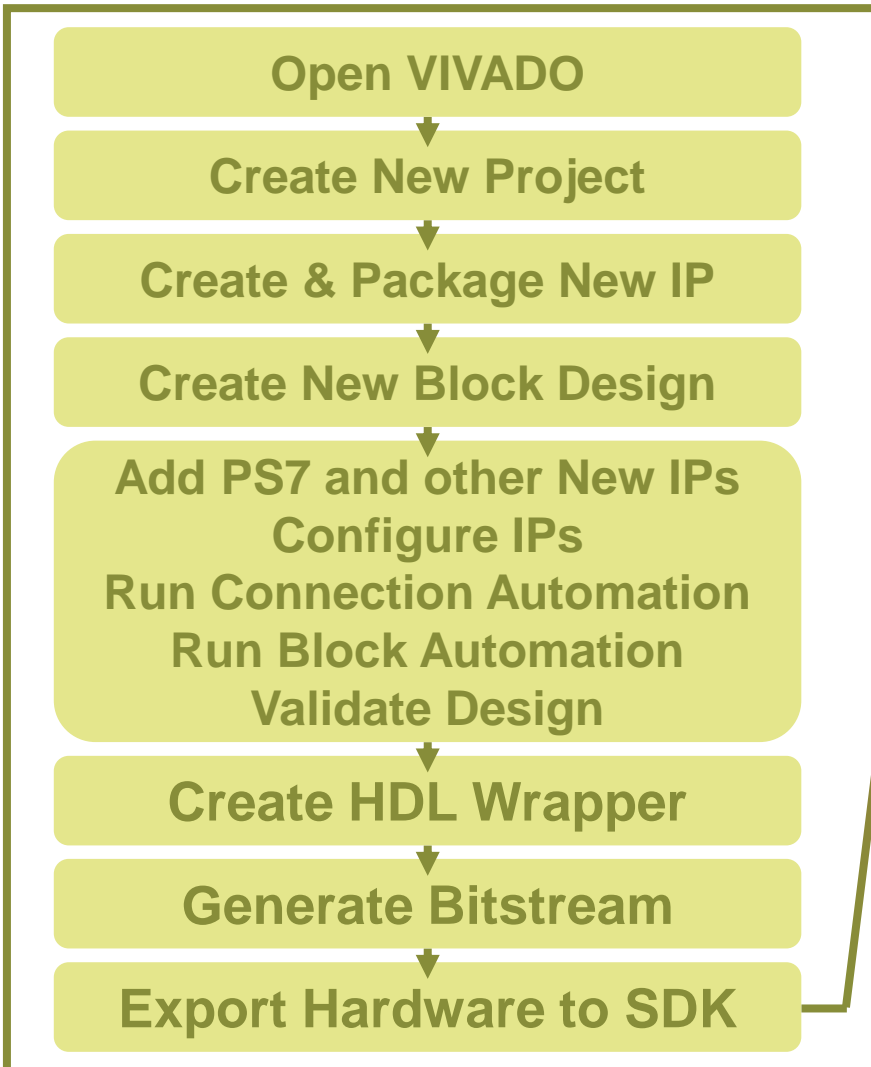 Open VIVADO
Create New Project
Create & Package New IP
Create New Block Design
Add PS7 and other New IPs
Configure IPs
Run Connection Automation
Run Block Automation
Validate Design
Create HDL Wrapper
Generate Bitstream
Export Hardware to SDK